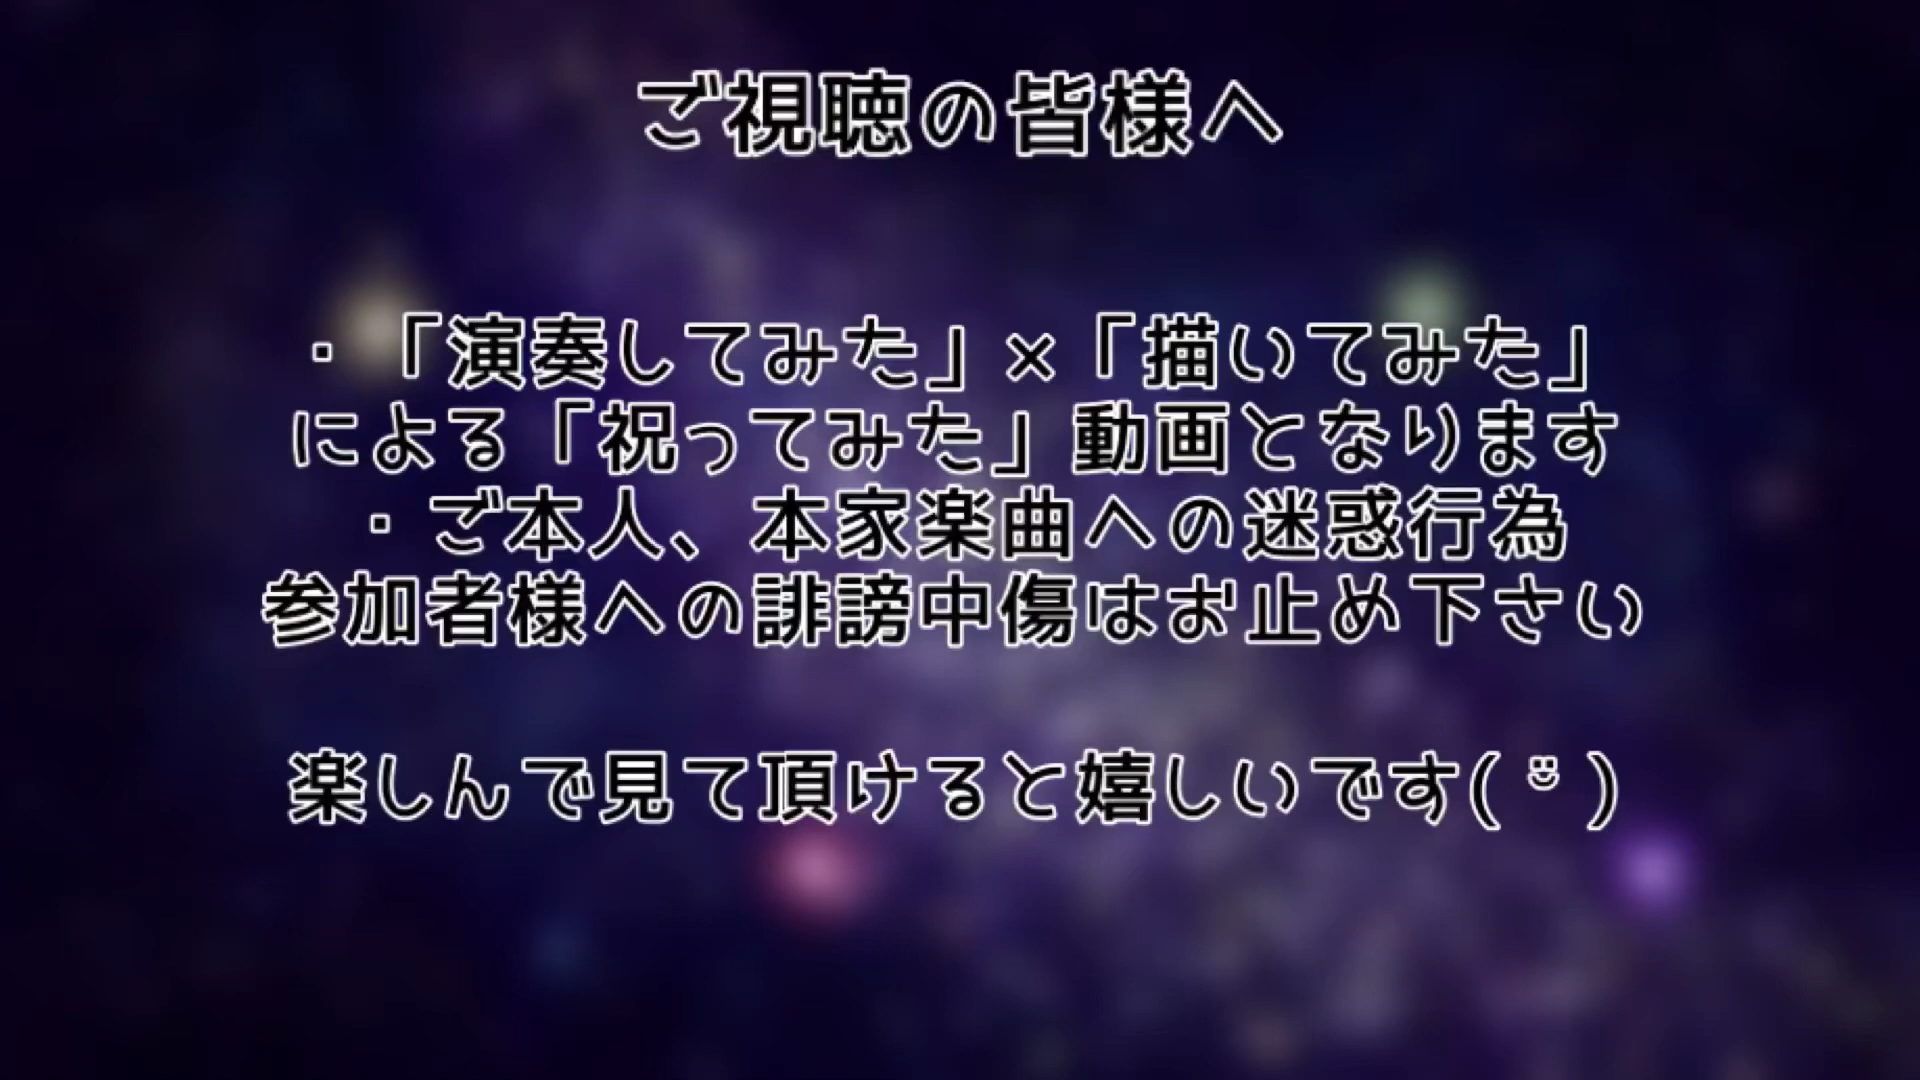 ご視聴の皆様へ
・「演奏してみた」×「描いてみた」
による「祝ってみた」動画となります
・ご本人、本家楽曲への迷惑行為
参加者様への誹謗中傷はお止め下さい
楽しんで見て頂けると嬉しいです( ¨̮ )